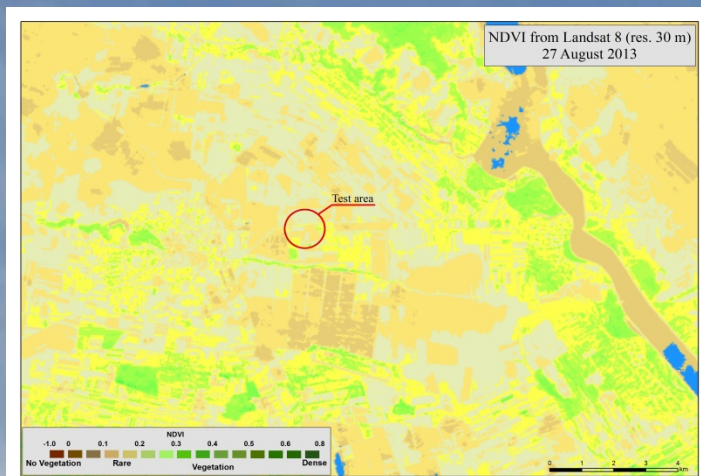 NDVI from Landsat 8 (res. 30 m)
27 August 2013
Test area
NDVI
-1.0 0 0.1 0.2 0.3 0.4 0.5 0.6 0.8
No Vegetation Rare Vegetation Dense
0 1 2 3 4
km